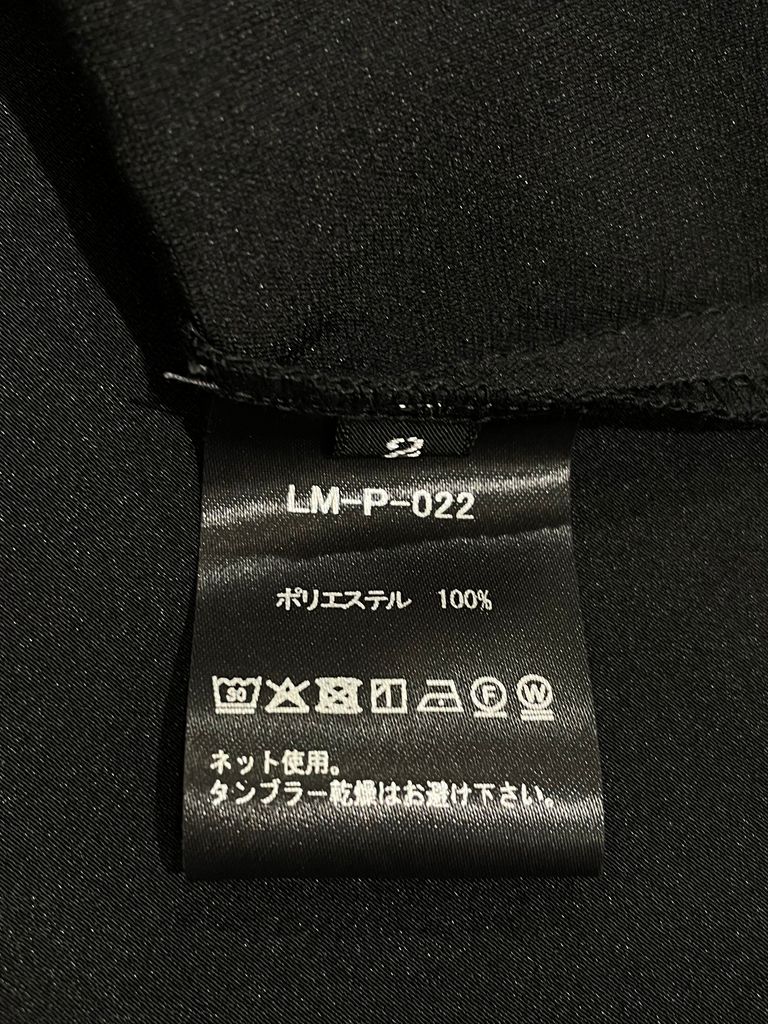 2
LM-P-022
ポリエステル 100%
30 F W
ネット使用。
タンブラー乾燥はお避け下さい。